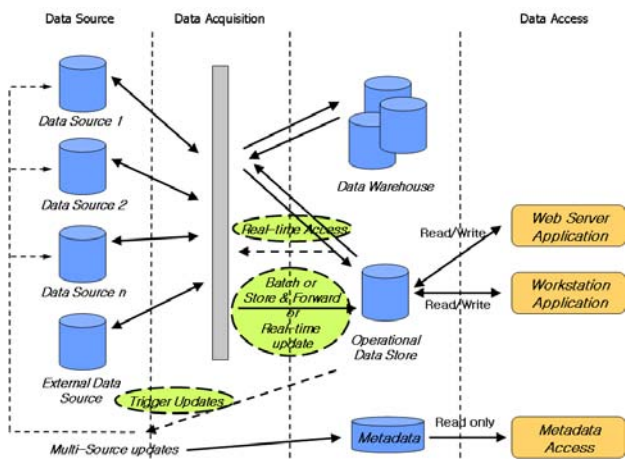 Data Source
Data Acquisition
Data Access
Data Source 1
Data Source 2
Data Source n
External Data
Source
Data Warehouse
Real-time Access
Batch or
Store & Forward
or
Real-time
update
Operational
Data Store
Read/Write
Web Server
Application
Read/Write
Workstation
Application
Trigger Updates
Multi-Source updates
Metadata
Read only
Metadata
Access